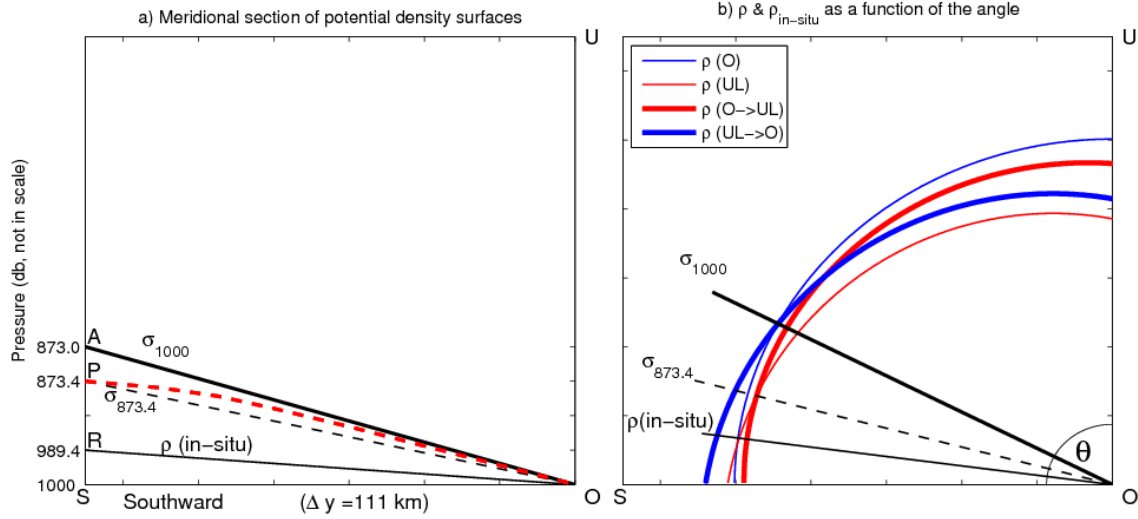 a) Meridional section of potential density surfaces
U
Pressure (db, not in scale)
A
873.0
σ1000
P
873.4
σ873.4
R
989.4
ρ (in−situ)
1000
S
Southward
(Δ y =111 km)
O
b) ρ & ρin−situ as a function of the angle
U
ρ (O)
ρ (UL)
ρ (O−>UL)
ρ (UL−>O)
σ1000
σ873.4
ρ(in−situ)
θ
S
O